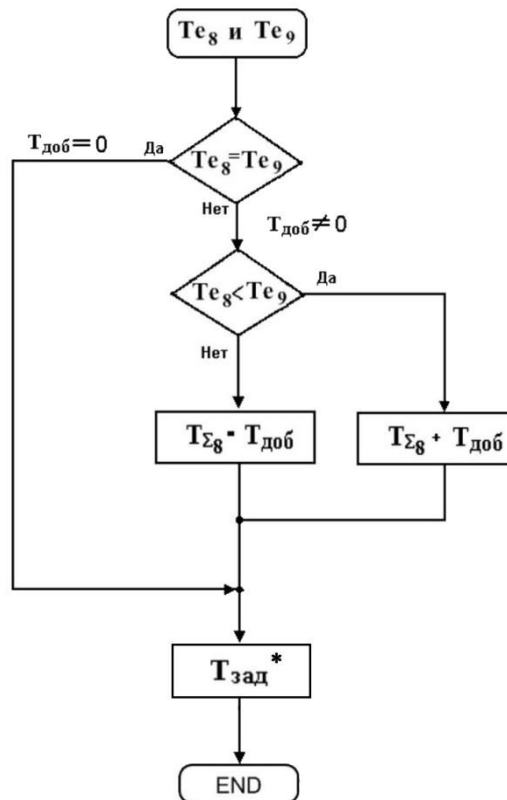 Te₈ и Te₉
Tдоб=0
Да
Te₈=Te₉
Нет
Tдоб≠0
Te₈<Te₉
Да
Нет
TΣ₈ - Tдоб
TΣ₈ + Tдоб
Tзад*
END